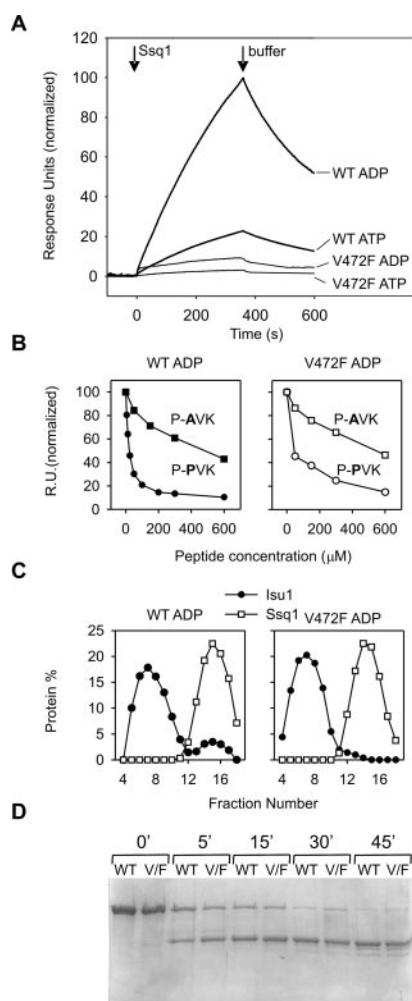 A
Ssq1 buffer
Response Units (normalized)
120
100
80
60
40
20
0
WT ADP
WT ATP
V472F ADP
V472F ATP
0 200 400 600
Time (s)
B
WT ADP V472F ADP
R.U.(normalized)
100
80
60
40
20
0
P-AVK P-AVK
P-PVK P-PVK
0 200 400 600 0 200 400 600
Peptide concentration (μM)
C
Isu1
Ssq1
WT ADP V472F ADP
Protein %
25
20
15
10
5
0
4 8 12 16 4 8 12 16
Fraction Number
D
0' 5' 15' 30' 45'
WT V/F WT V/F WT V/F WT V/F WT V/F